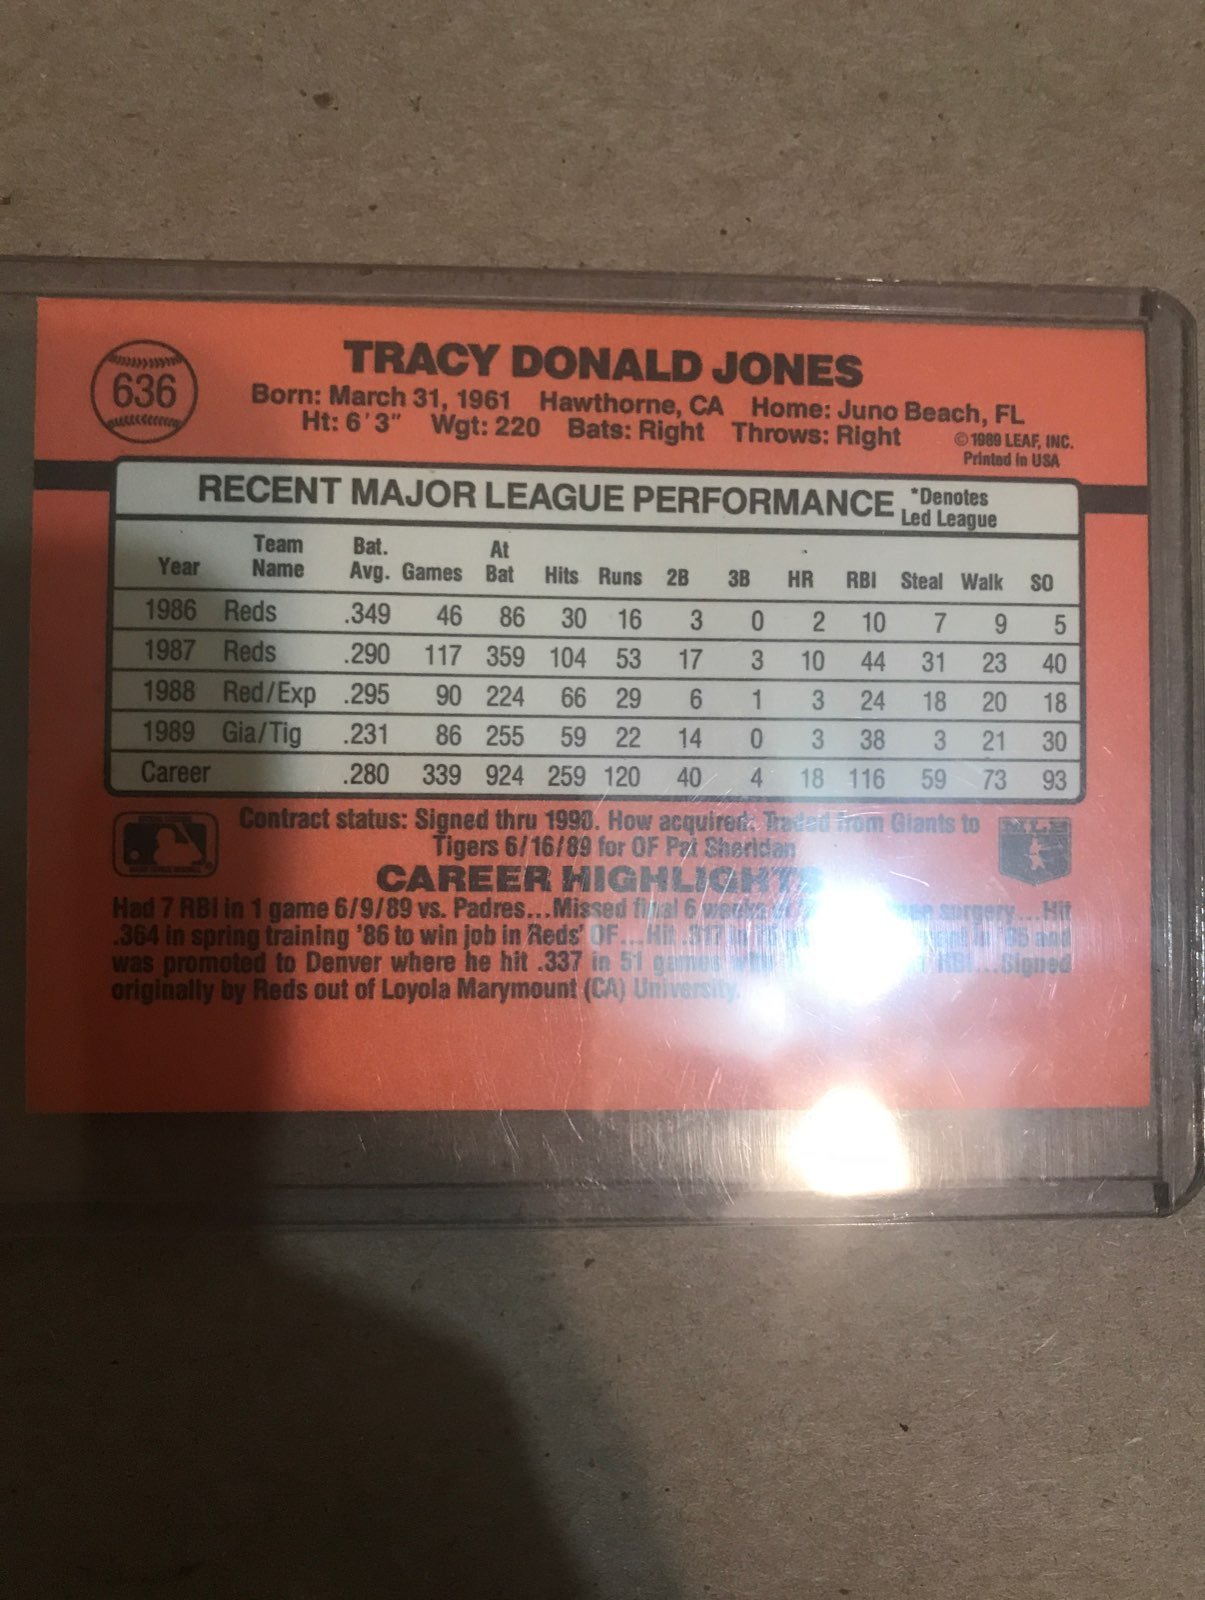 636
TRACY DONALD JONES
Born: March 31, 1961 Hawthorne, CA Home: Juno Beach, FL
Ht: 6'3" Wgt: 220 Bats: Right Throws: Right
© 1989 LEAF, INC.
Printed in USA
RECENT MAJOR LEAGUE PERFORMANCE *Denotes Led League
Year Team Name Bat. Avg. Games At Bat Hits Runs 2B 3B HR RBI Steal Walk SO
1986 Reds .349 46 86 30 16 3 0 2 10 7 9 5
1987 Reds .290 117 359 104 53 17 3 10 44 31 23 40
1988 Red/Exp .295 90 224 66 29 6 1 3 24 18 20 18
1989 Gia/Tig .231 86 255 59 22 14 0 3 38 3 21 30
Career .280 339 924 259 120 40 4 18 116 59 73 93
Contract status: Signed thru 1990. How acquired: Traded from Giants to
Tigers 6/16/89 for OF Pat Sheridan
MLB
CAREER HIGHLIGHTS
Had 7 RBI in 1 game 6/9/89 vs. Padres...Missed final 6 weeks of surgery....Hit
.364 in spring training '86 to win job in Reds' OF....Hit .317 in and
was promoted to Denver where he hit .337 in 51 games RBI...Signed
originally by Reds out of Loyola Marymount (CA) University.